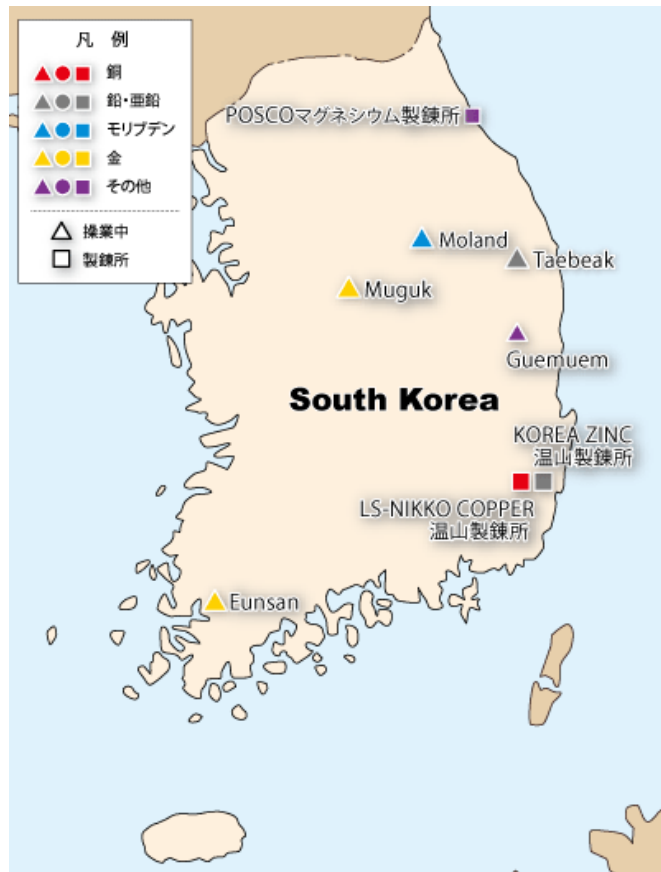 凡 例
銅
鉛・亜鉛
モリブデン
金
その他
操業中
製錬所
POSCOマグネシウム製錬所
Moland
Taebeak
Muguk
Guemuem
South Korea
KOREA ZINC
温山製錬所
LS-NIKKO COPPER
温山製錬所
Eunsan